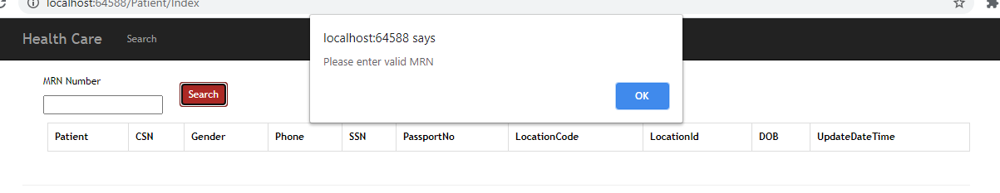 localhost:64588/Patient/Index
Health Care Search
localhost:64588 says
Please enter valid MRN
OK
MRN Number
Search
Patient CSN Gender Phone SSN PassportNo LocationCode LocationId DOB UpdateDateTime